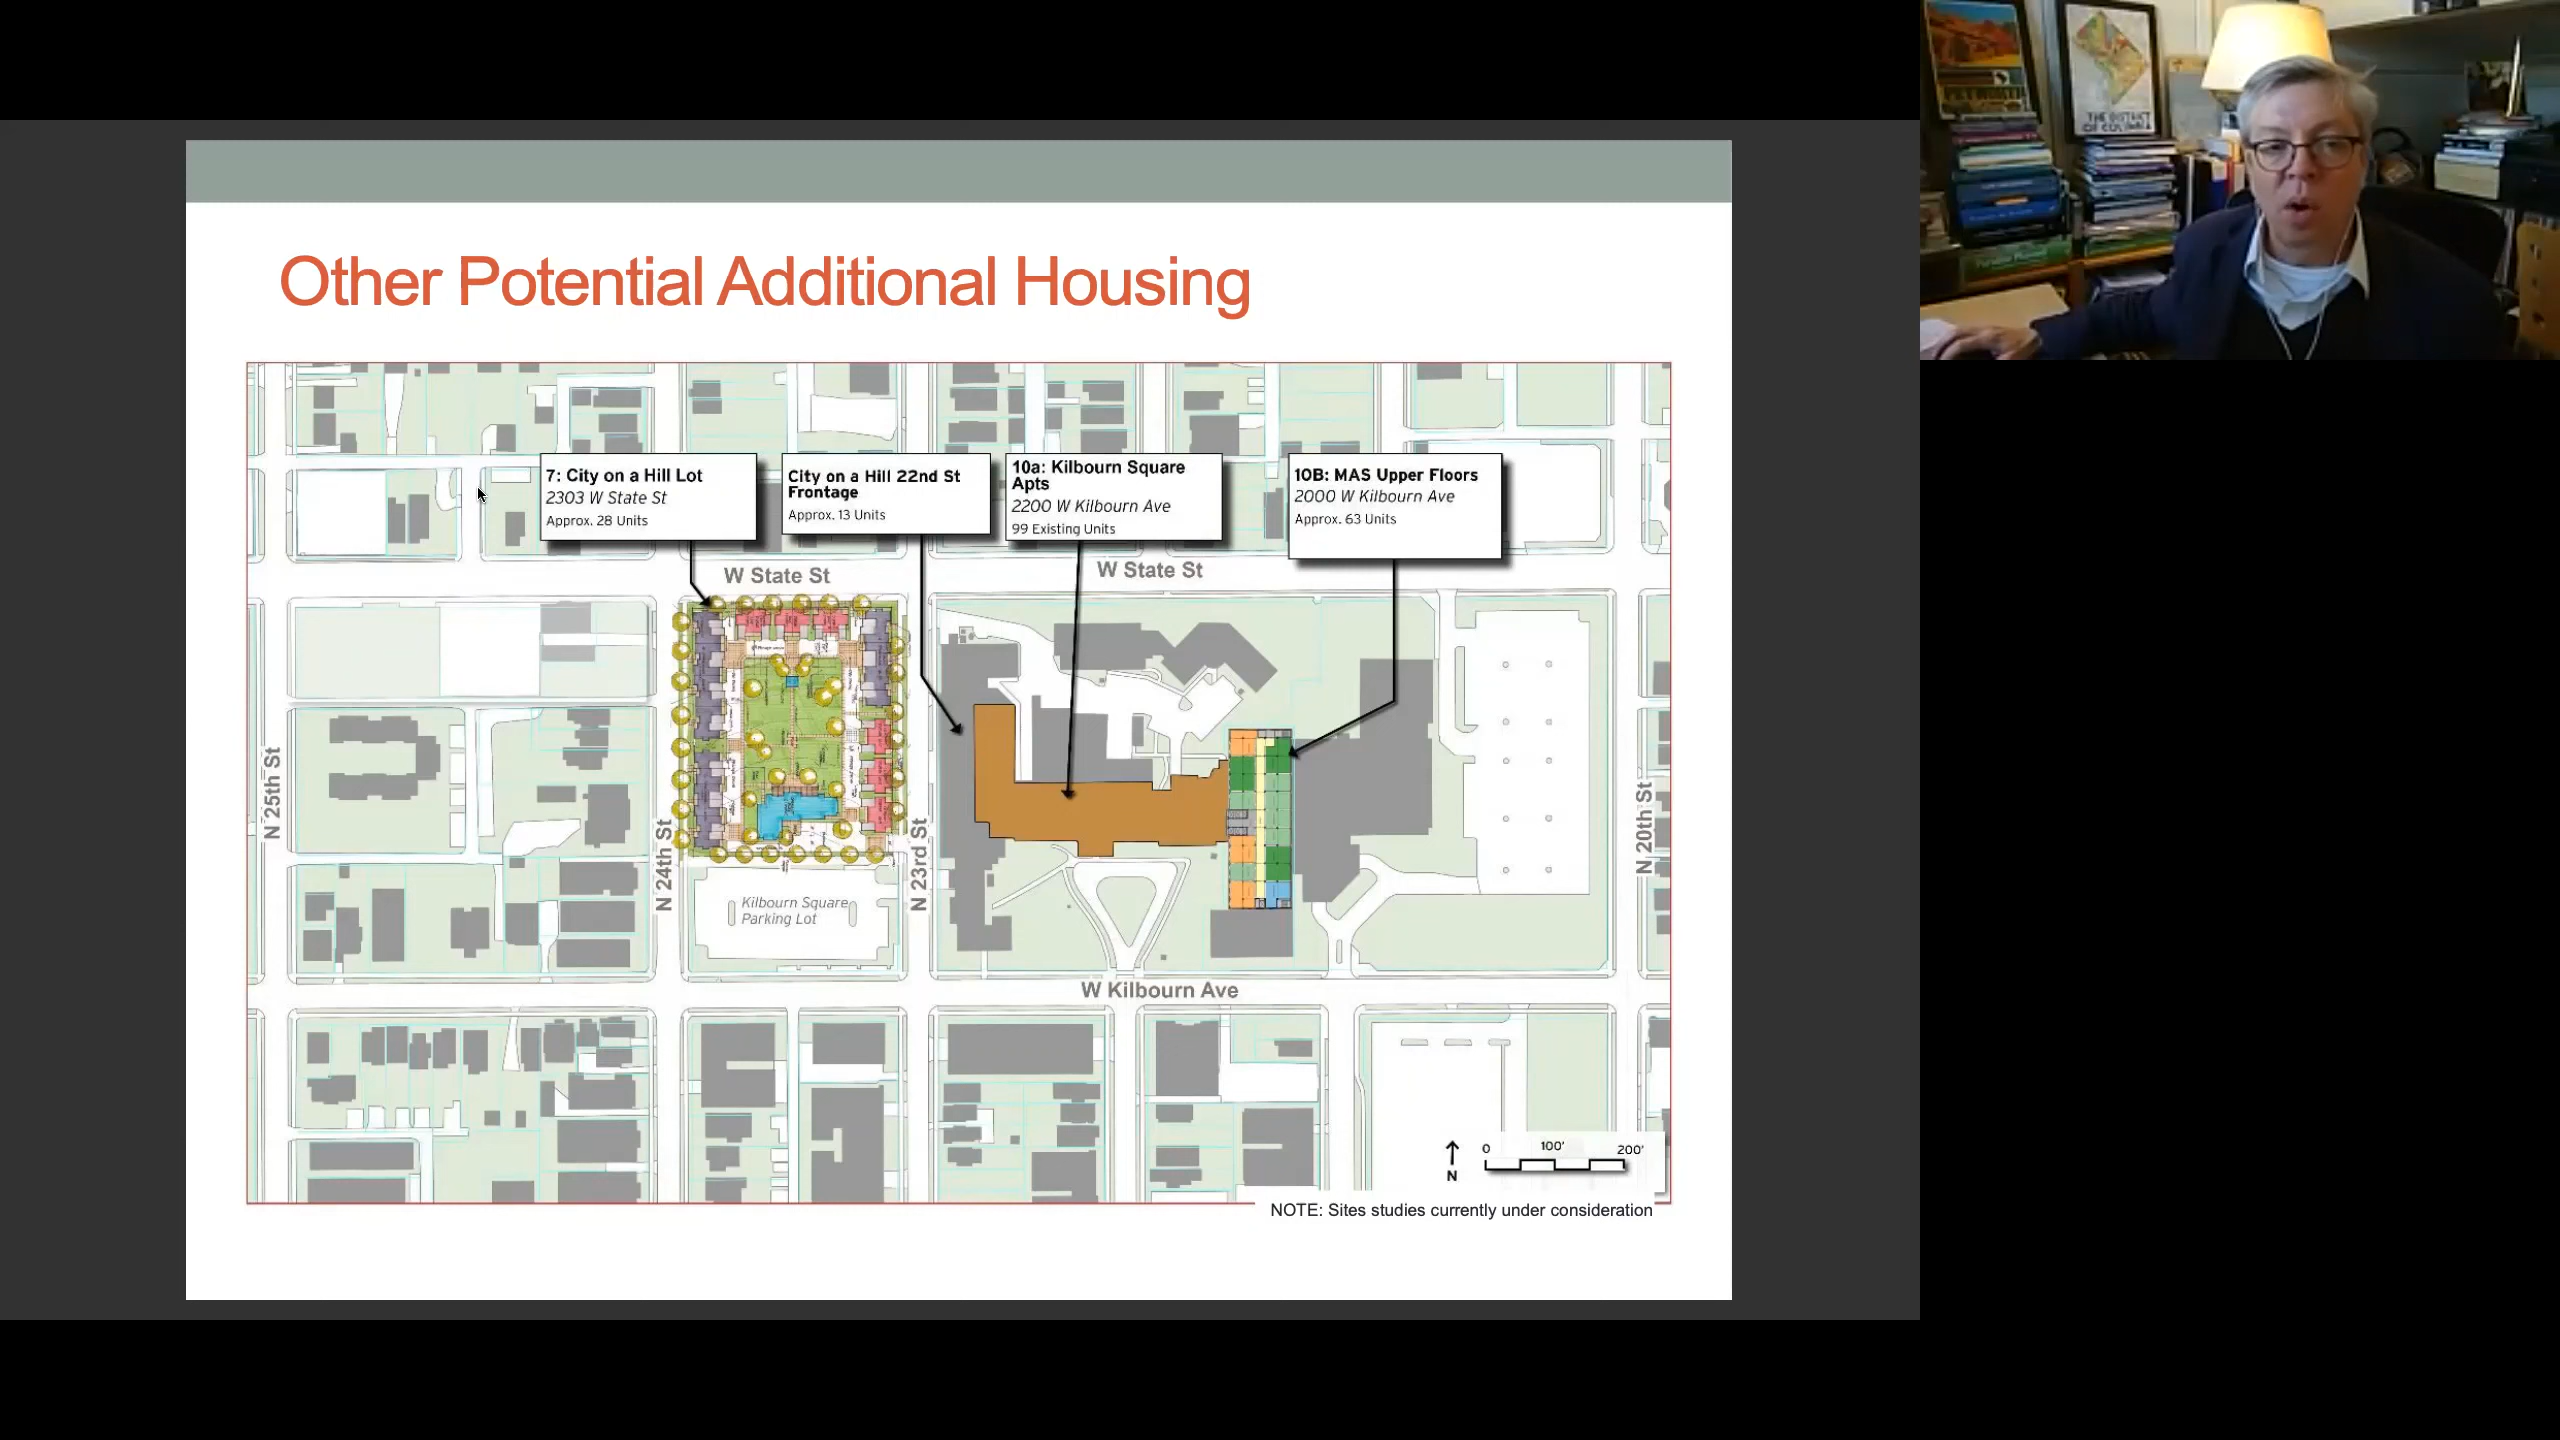 Other Potential Additional Housing
7: City on a Hill Lot
2303 W State St
Approx. 28 Units
City on a Hill 22nd St
Frontage
Approx. 13 Units
10a: Kilbourn Square
Apts
2200 W Kilbourn Ave
99 Existing Units
10B: MAS Upper Floors
2000 W Kilbourn Ave
Approx. 63 Units
W State St
W State St
N 25th St
N 24th St
N 23rd St
N 20th St
Kilbourn Square
Parking Lot
W Kilbourn Ave
0 100' 200'
N
NOTE: Sites studies currently under consideration